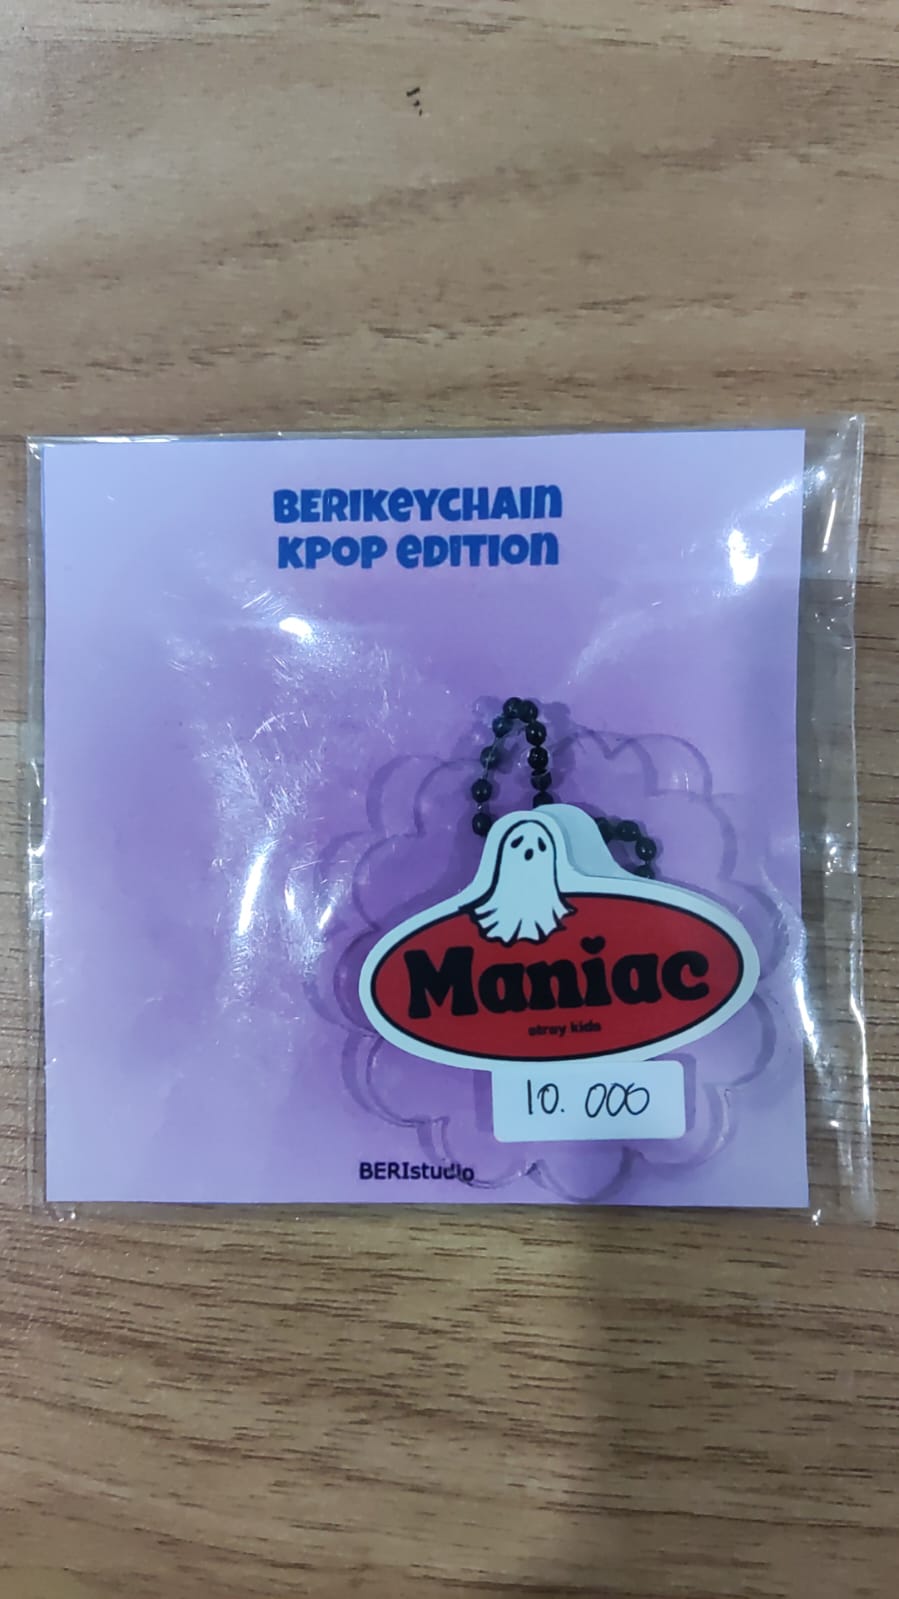 BERIKEYCHAIN
KPOP EDITION
Maniac
stray kids
10.000
BERIstudio